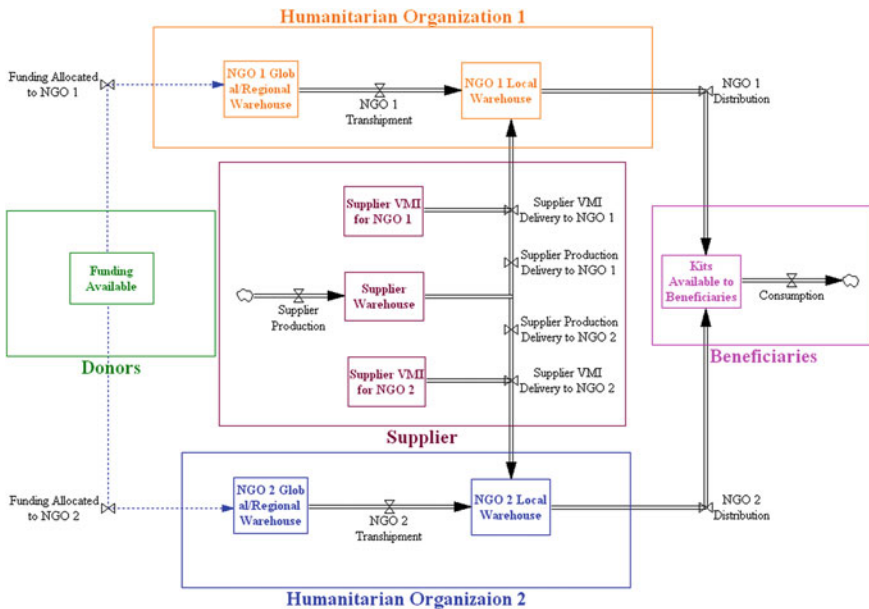 Humanitarian Organization 1
Funding Allocated
to NGO 1
NGO 1 Glob
al/Regional
Warehouse
NGO 1
Transhipment
NGO 1 Local
Warehouse
NGO 1
Distribution
Supplier VMI
for NGO 1
Supplier VMI
Delivery to NGO 1
Supplier Production
Delivery to NGO 1
Funding
Available
Donors
Supplier
Production
Supplier
Warehouse
Supplier Production
Delivery to NGO 2
Supplier VMI
for NGO 2
Supplier VMI
Delivery to NGO 2
Supplier
Kits
Available to
Beneficiaries
Consumption
Beneficiaries
Funding Allocated
to NGO 2
NGO 2 Glob
al/Regional
Warehouse
NGO 2
Transhipment
NGO 2 Local
Warehouse
NGO 2
Distribution
Humanitarian Organizaion 2